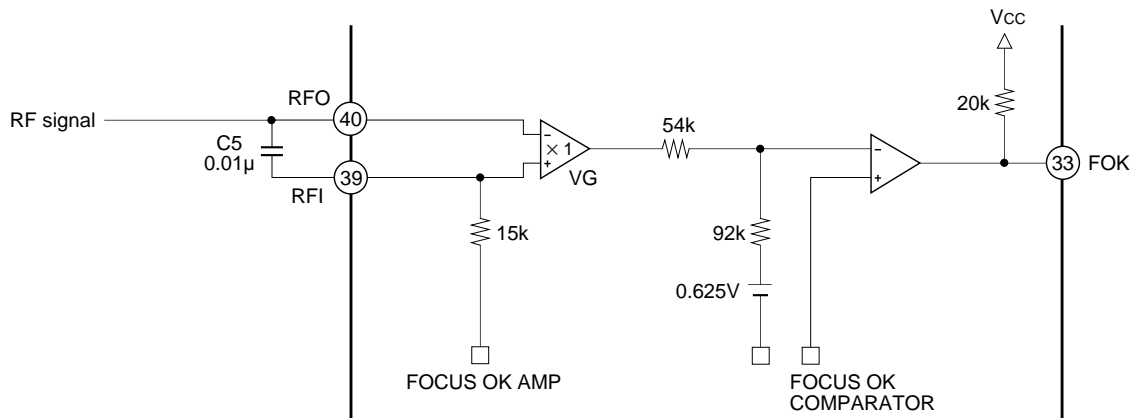 Vcc
RFO
20k
RF signal
40
54k
C5
0.01µ
−
× 1
+
−
+
33
FOK
39
VG
RFI
15k
92k
0.625V
FOCUS OK AMP
FOCUS OK
COMPARATOR